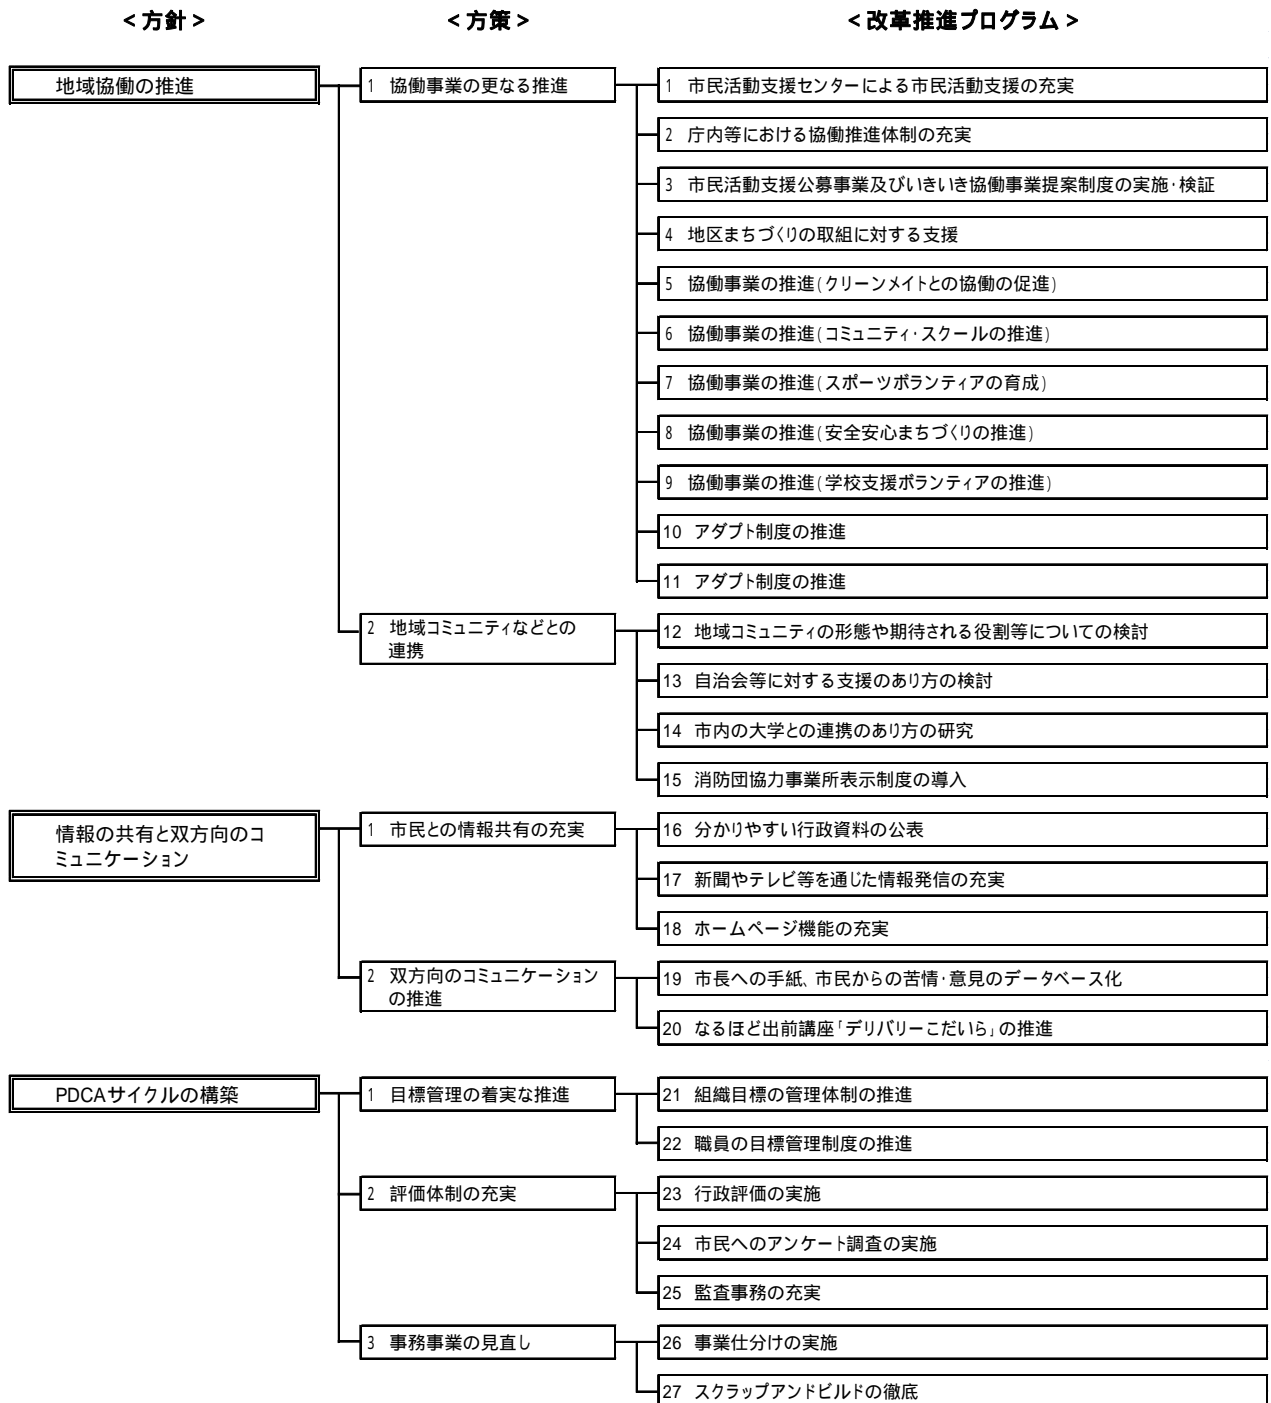 <方針> <方策> <改革推進プログラム>
地域協働の推進 1 協働事業の更なる推進 1 市民活動支援センターによる市民活動支援の充実
2 庁内等における協働推進体制の充実
3 市民活動支援公募事業及びいきいき協働事業提案制度の実施・検証
4 地区まちづくりの取組に対する支援
5 協働事業の推進(クリーンメイトとの協働の促進)
6 協働事業の推進(コミュニティ・スクールの推進)
7 協働事業の推進(スポーツボランティアの育成)
8 協働事業の推進(安全安心まちづくりの推進)
9 協働事業の推進(学校支援ボランティアの推進)
10 アダプト制度の推進
11 アダプト制度の推進
2 地域コミュニティなどとの
連携
12 地域コミュニティの形態や期待される役割等についての検討
13 自治会等に対する支援のあり方の検討
14 市内の大学との連携のあり方の研究
15 消防団協力事業所表示制度の導入
情報の共有と双方向のコ
ミュニケーション
1 市民との情報共有の充実 16 分かりやすい行政資料の公表
17 新聞やテレビ等を通じた情報発信の充実
18 ホームページ機能の充実
2 双方向のコミュニケーション
の推進
19 市長への手紙、市民からの苦情・意見のデータベース化
20 なるほど出前講座「デリバリーこだいら」の推進
PDCAサイクルの構築 1 目標管理の着実な推進 21 組織目標の管理体制の推進
22 職員の目標管理制度の推進
2 評価体制の充実 23 行政評価の実施
24 市民へのアンケート調査の実施
25 監査事務の充実
3 事務事業の見直し 26 事業仕分けの実施
27 スクラップアンドビルドの徹底